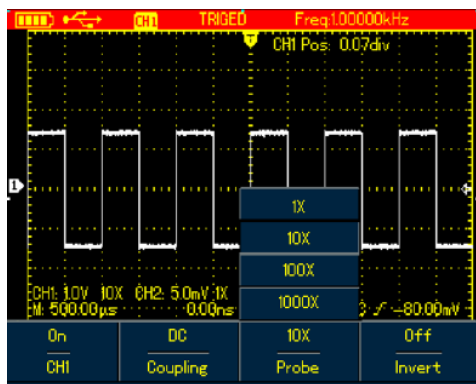 CH1 TRIGED Freq:1.00000kHz
T
CH1 Pos: 0.07div
1
1X
10X
100X
1000X
CH1: 1.0V 10X CH2: 5.0mV 1X
M: 500.00μs 0.00ns -80.00mV
On DC 10X Off
CH1 Coupling Probe Invert